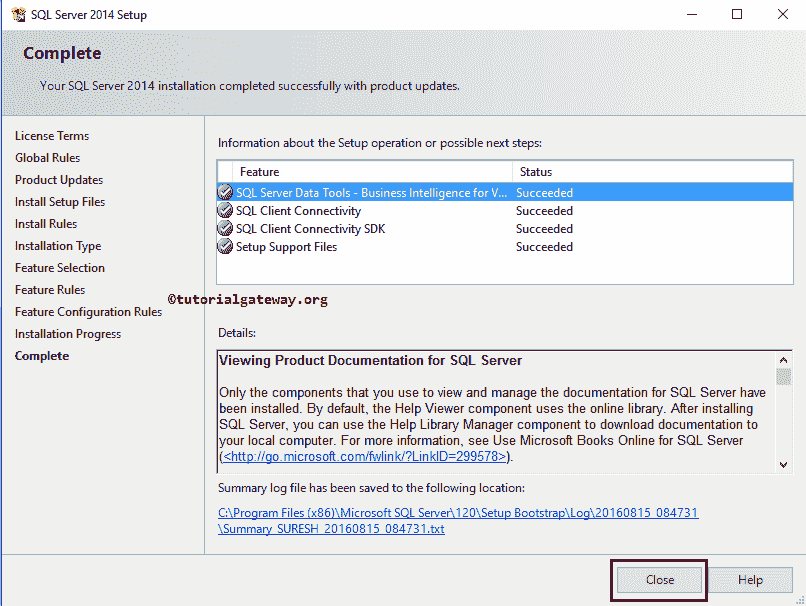 SQL Server 2014 Setup
Complete
Your SQL Server 2014 installation completed successfully with product updates.
License Terms
Global Rules
Product Updates
Install Setup Files
Install Rules
Installation Type
Feature Selection
Feature Rules
Feature Configuration Rules
Installation Progress
Complete
©tutorialgateway.org
Information about the Setup operation or possible next steps:
Feature Status
SQL Server Data Tools - Business Intelligence for V... Succeeded
SQL Client Connectivity Succeeded
SQL Client Connectivity SDK Succeeded
Setup Support Files Succeeded
Details:
Viewing Product Documentation for SQL Server
Only the components that you use to view and manage the documentation for SQL Server have
been installed. By default, the Help Viewer component uses the online library. After installing
SQL Server, you can use the Help Library Manager component to download documentation to
your local computer. For more information, see Use Microsoft Books Online for SQL Server
(<http://go.microsoft.com/fwlink/?LinkID=299578>).
Summary log file has been saved to the following location:
C:\Program Files (x86)\Microsoft SQL Server\120\Setup Bootstrap\Log\20160815_084731
\Summary_SURESH_20160815_084731.txt
Close Help